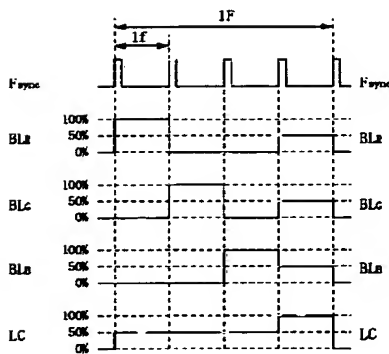 1F
1f
Fsync Fsync
100%
BLR 50% BLR
0%
100%
BLG 50% BLG
0%
100%
BLB 50% BLB
0%
100%
LC 50% LC
0%